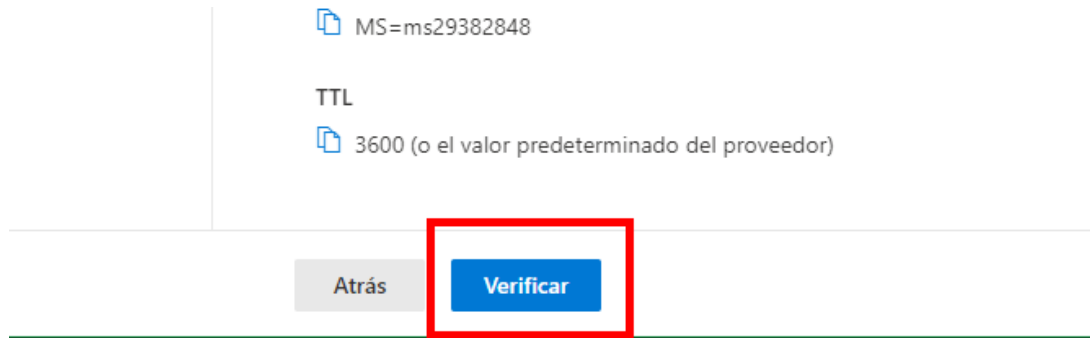 MS=ms29382848
TTL
3600 (o el valor predeterminado del proveedor)
Atrás Verificar